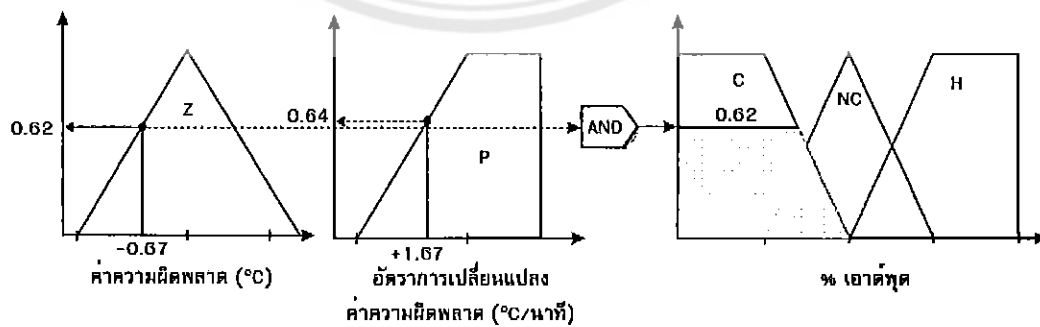 C
NC
H
Z
P
0.62
0.64
AND
0.62
-0.67
+1.67
ค่าความผิดพลาด (°C)
อัตราการเปลี่ยนแปลง
ค่าความผิดพลาด (°C/นาที)
% เอาต์พุต